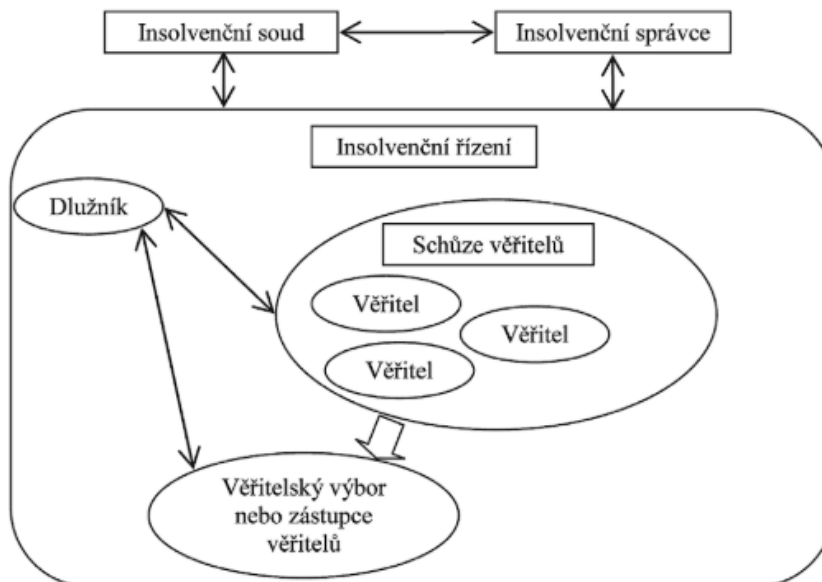 Insolvenční soud
Insolvenční správce
Insolvenční řízení
Dlužník
Schůze věřitelů
Věřitel
Věřitel
Věřitel
Věřitelský výbor
nebo zástupce
věřitelů